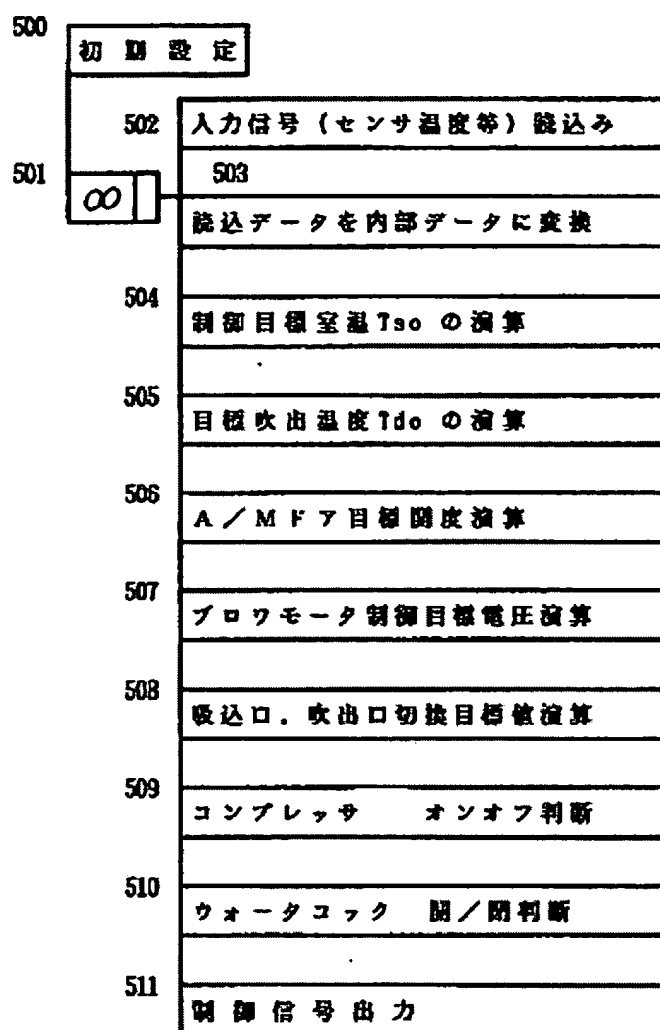 500
初期設定
502 入力信号（センサ温度等）読込み
501 503
∞
読込データを内部データに変換
504
制御目標室温Tso の演算
505
目標吹出温度Tdo の演算
506
A／Mドア目標開度演算
507
ブロワモータ制御目標電圧演算
508
吸込口．吹出口切換目標値演算
509
コンプレッサ オンオフ判断
510
ウォータコック 開／閉判断
511
制御信号出力